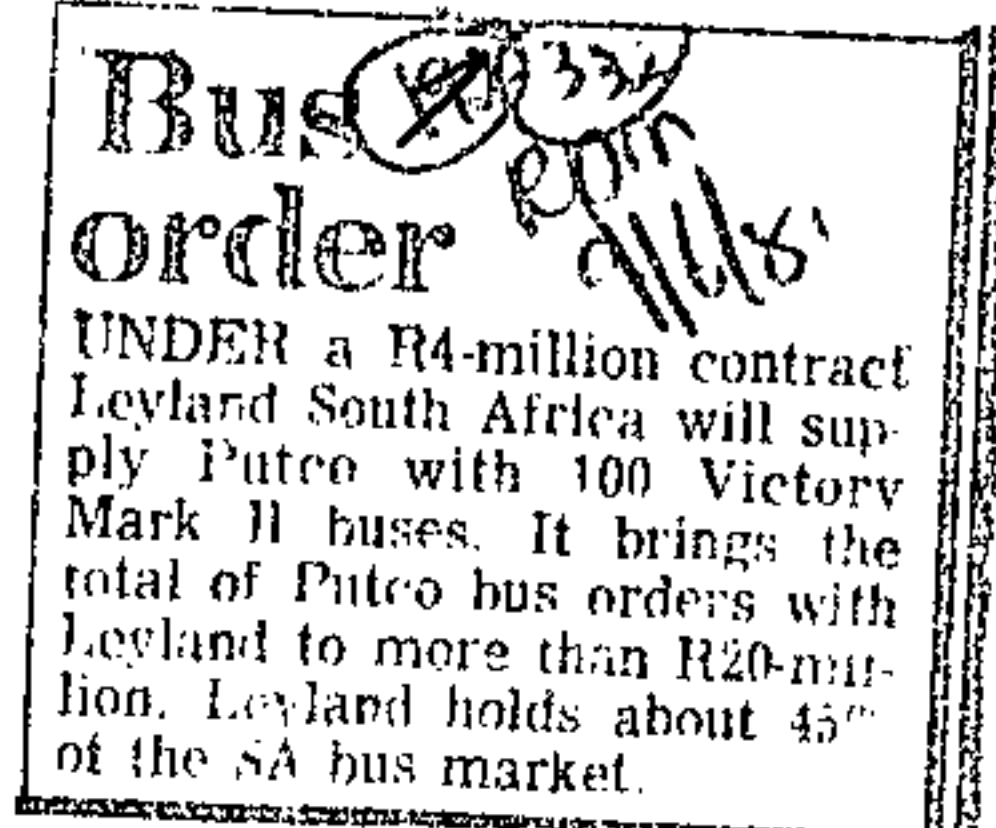 Bus
order
332
RDM
UNDER a R4-million contract
Leyland South Africa will sup-
ply Putco with 100 Victory
Mark II buses. It brings the
total of Putco bus orders with
Leyland to more than R20-mil-
lion. Leyland holds about 45%
of the SA bus market.